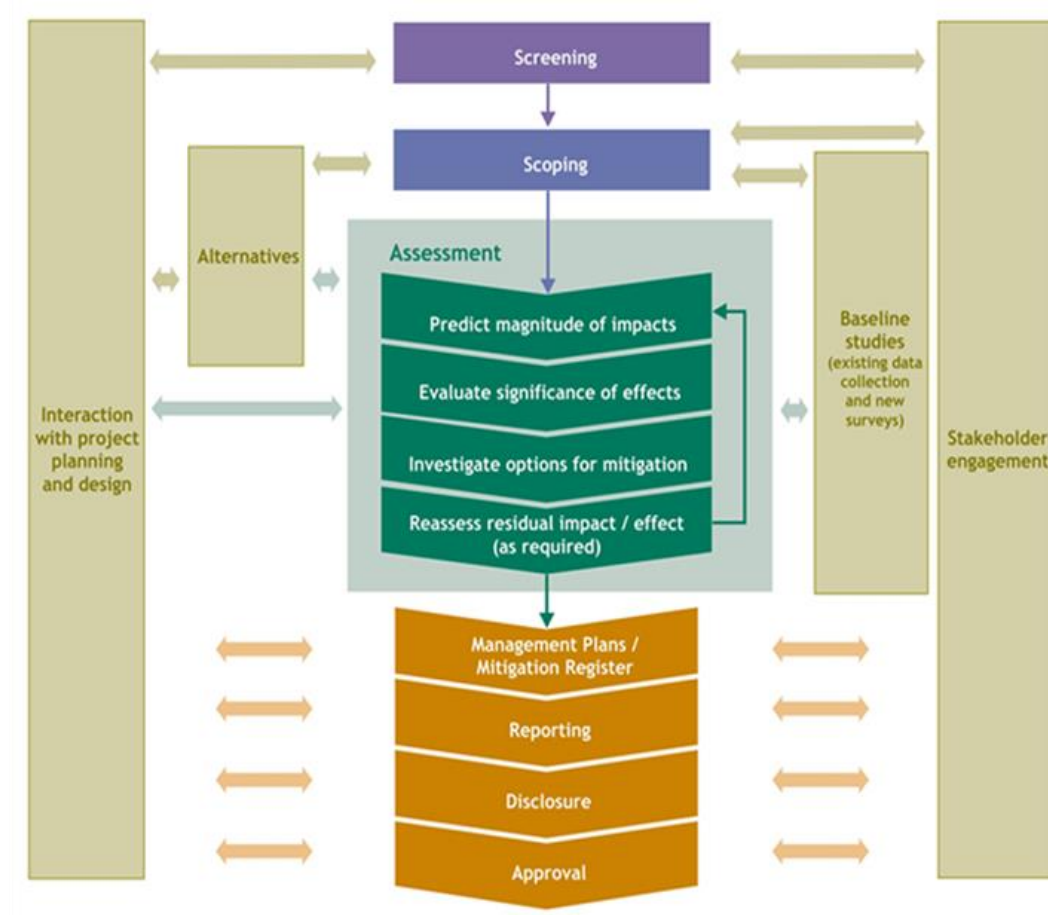 Screening
Scoping
Alternatives
Assessment
Predict magnitude of impacts
Evaluate significance of effects
Investigate options for mitigation
Reassess residual impact / effect
(as required)
Baseline
studies
(existing data
collection
and new
surveys)
Interaction
with project
planning
and design
Stakeholder
engagement
Management Plans /
Mitigation Register
Reporting
Disclosure
Approval